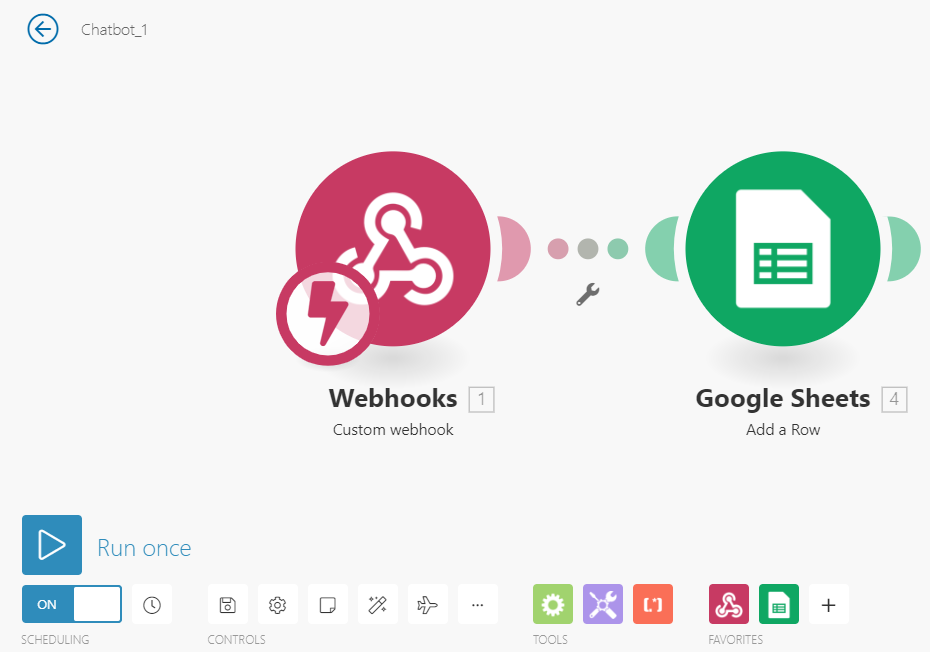 Chatbot_1
Webhooks 1
Custom webhook
Google Sheets 4
Add a Row
Run once
ON
SCHEDULING
CONTROLS
TOOLS
FAVORITES